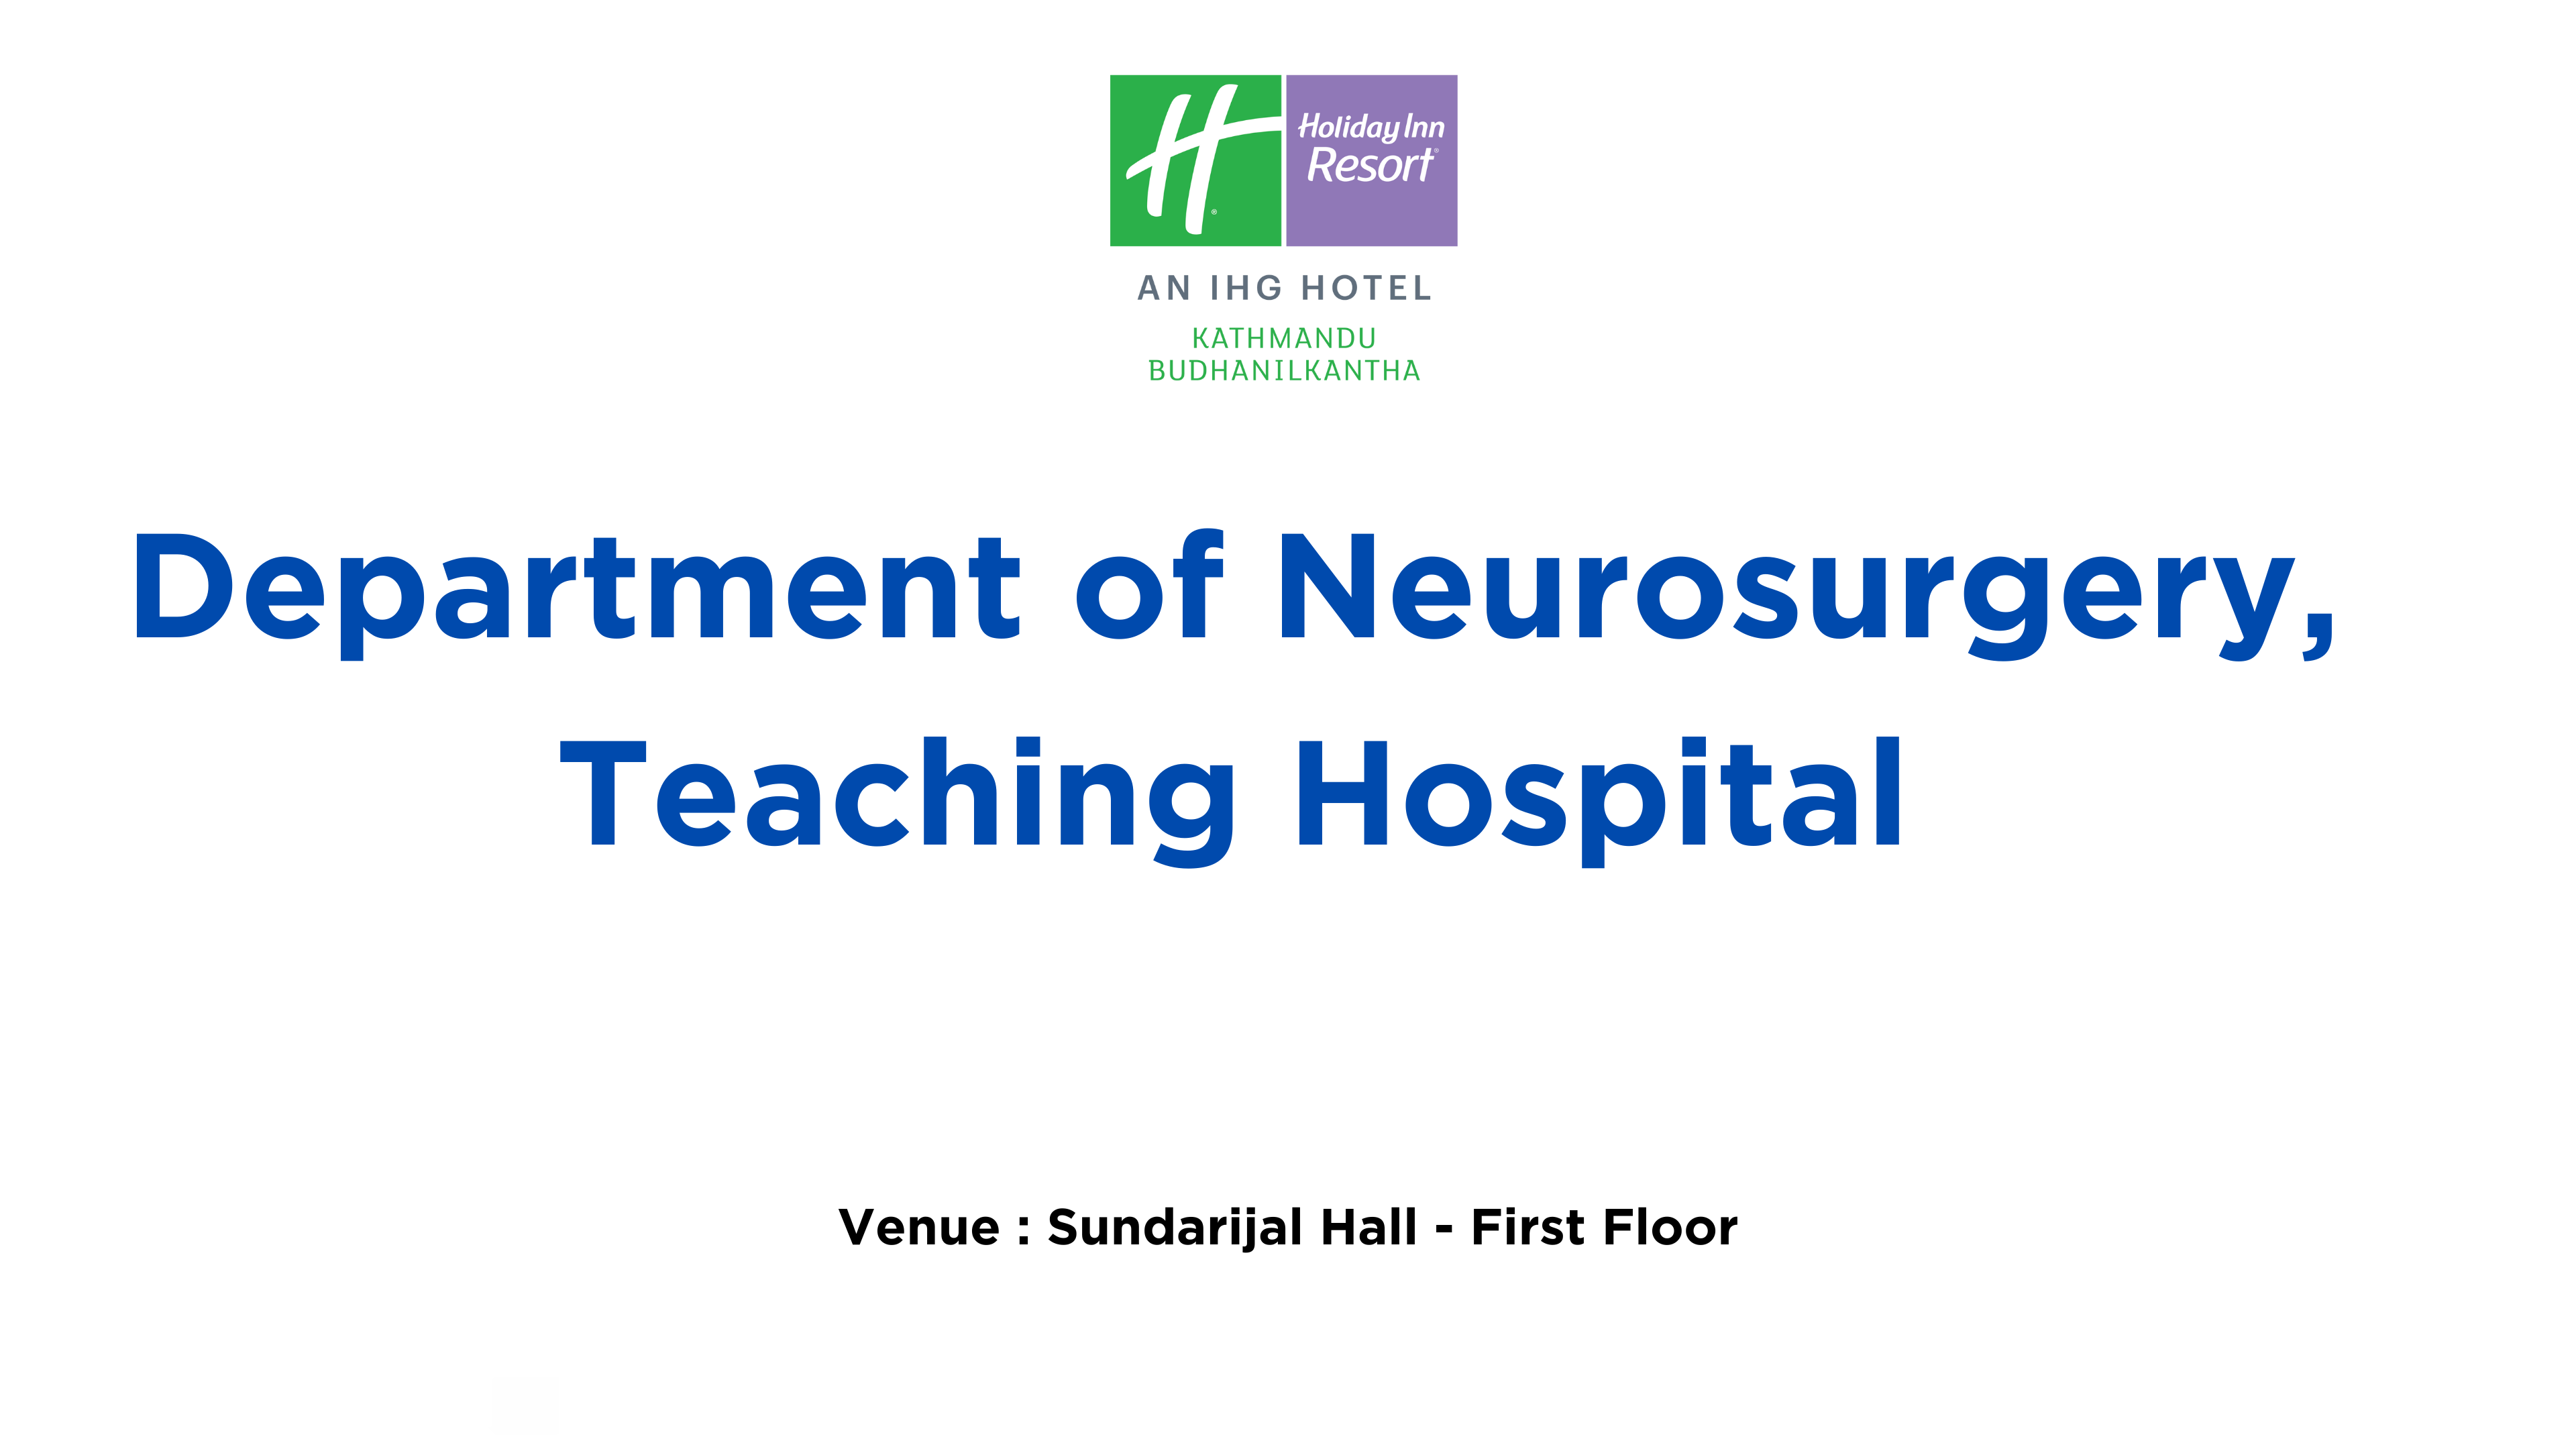 Holiday Inn
Resort®
AN IHG HOTEL
KATHMANDU
BUDHANILKANTHA
Department of Neurosurgery,
Teaching Hospital
Venue : Sundarijal Hall - First Floor